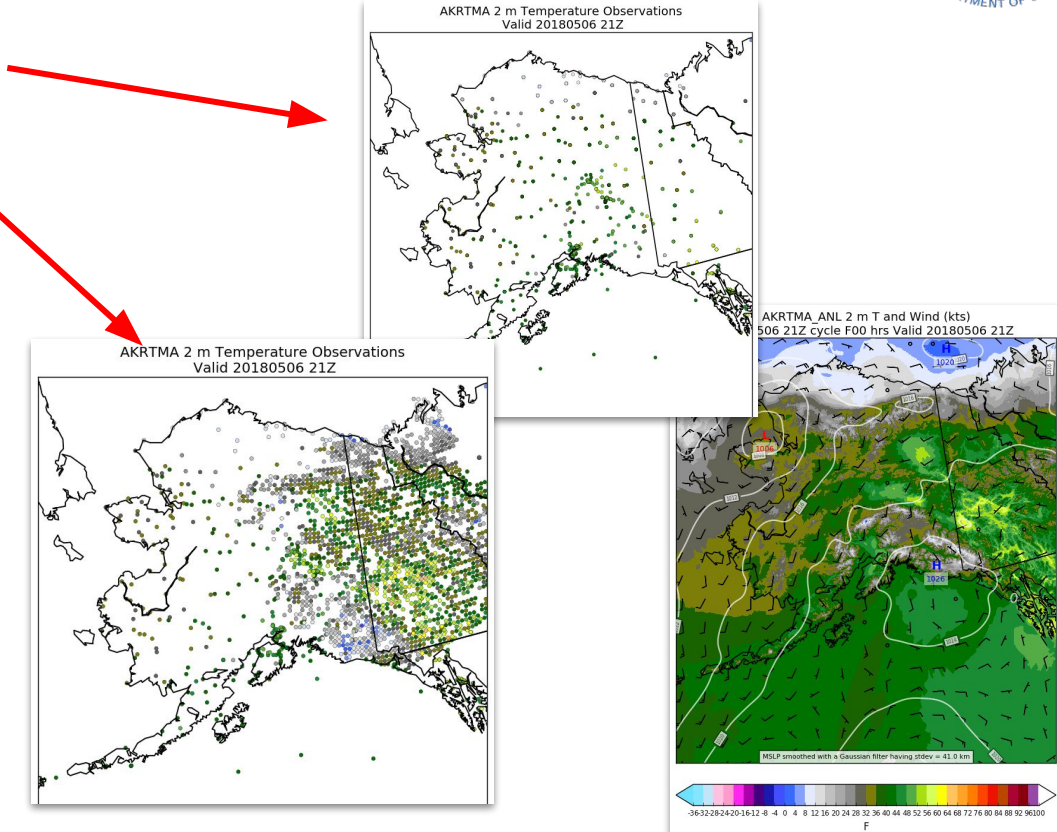 AKRTMA 2 m Temperature Observations
Valid 20180506 21Z
AKRTMA_ANL 2 m T and Wind (kts)
506 21Z cycle F00 hrs Valid 20180506 21Z
AKRTMA 2 m Temperature Observations
Valid 20180506 21Z
H
1020
L
1006
1012
H
1026
MSLP smoothed with a Gaussian filter having stdev = 41.0 km
-36-32-28-24-20-16-12 -8 -4 0 4 8 12 16 20 24 28 32 36 40 44 48 52 56 60 64 68 72 76 80 84 88 92 96100
F